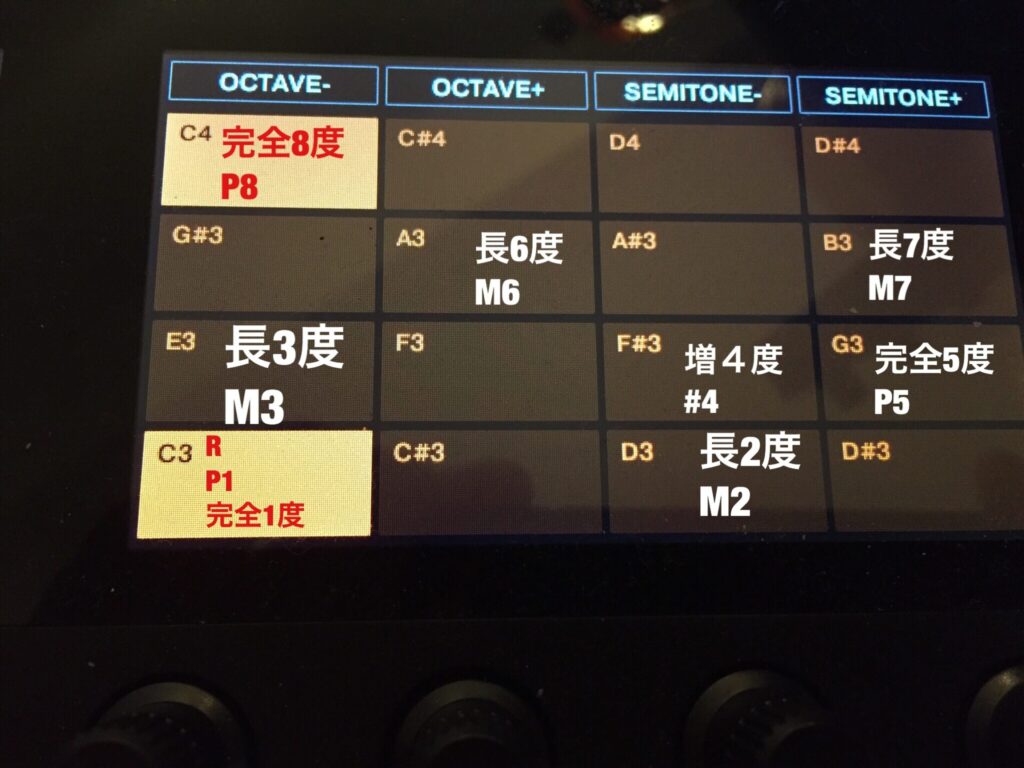 OCTAVE- OCTAVE+ SEMITONE- SEMITONE+
C4 完全8度
P8
C#4
D4
D#4
G#3
A3 長6度
M6
A#3
B3 長7度
M7
E3 長3度
M3
F3
F#3 増４度
#4
G3 完全5度
P5
C3 R
P1
完全1度
C#3
D3 長2度
M2
D#3